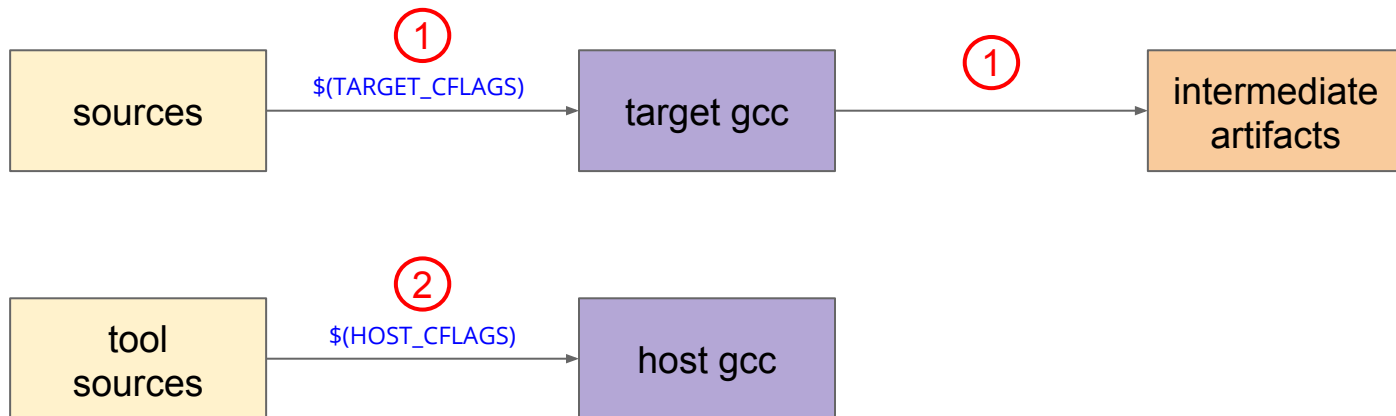 1
1
$(TARGET_CFLAGS)
sources
target gcc
intermediate
artifacts
2
$(HOST_CFLAGS)
tool
sources
host gcc